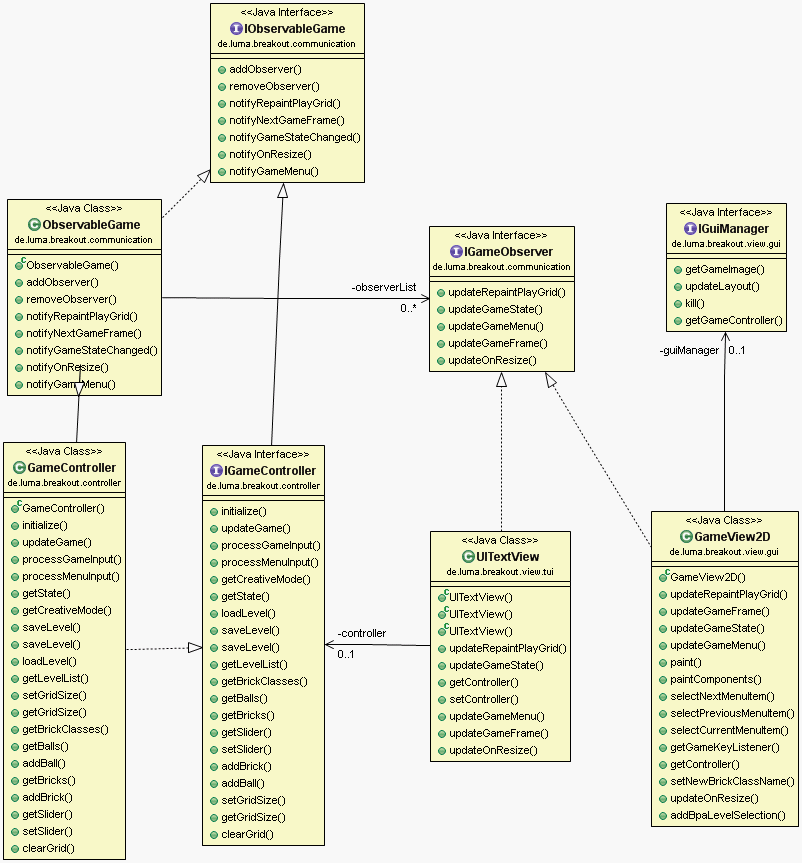 <<Java Interface>>
IObservableGame
de.luma.breakout.communication
addObserver()
removeObserver()
notifyRepaintPlayGrid()
notifyNextGameFrame()
notifyGameStateChanged()
notifyOnResize()
notifyGameMenu()
<<Java Class>>
ObservableGame
de.luma.breakout.communication
ObservableGame()
addObserver()
removeObserver()
notifyRepaintPlayGrid()
notifyNextGameFrame()
notifyGameStateChanged()
notifyOnResize()
notifyGameMenu()
-observerList
0..*
<<Java Interface>>
IGameObserver
de.luma.breakout.communication
updateRepaintPlayGrid()
updateGameState()
updateGameMenu()
updateGameFrame()
updateOnResize()
<<Java Interface>>
IGuiManager
de.luma.breakout.view.gui
getGameImage()
updateLayout()
kill()
getGameController()
-guiManager
0..1
<<Java Class>>
GameController
de.luma.breakout.controller
GameController()
initialize()
updateGame()
processGameInput()
processMenuInput()
getState()
getCreativeMode()
saveLevel()
saveLevel()
loadLevel()
getLevelList()
setGridSize()
getGridSize()
getBrickClasses()
getBalls()
addBall()
getBricks()
addBrick()
getSlider()
setSlider()
clearGrid()
<<Java Interface>>
IGameController
de.luma.breakout.controller
initialize()
updateGame()
processGameInput()
processMenuInput()
getCreativeMode()
getState()
loadLevel()
saveLevel()
saveLevel()
getLevelList()
getBrickClasses()
getBalls()
getBricks()
getSlider()
setSlider()
addBrick()
addBall()
setGridSize()
getGridSize()
clearGrid()
-controller
0..1
<<Java Class>>
UITextView
de.luma.breakout.view.tui
UITextView()
UITextView()
UITextView()
updateRepaintPlayGrid()
updateGameState()
getController()
setController()
updateGameMenu()
updateGameFrame()
updateOnResize()
<<Java Class>>
GameView2D
de.luma.breakout.view.gui
GameView2D()
updateRepaintPlayGrid()
updateGameFrame()
updateGameState()
updateGameMenu()
paint()
paintComponents()
selectNextMenuItem()
selectPreviousMenuItem()
selectCurrentMenuItem()
getGameKeyListener()
getController()
setNewBrickClassName()
updateOnResize()
addBpaLevelSelection()